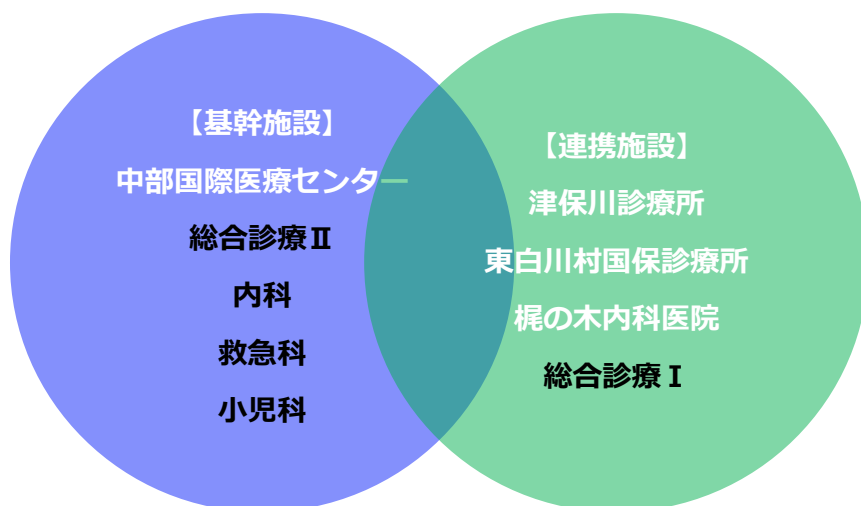 【基幹施設】
中部国際医療センター
総合診療Ⅱ
内科
救急科
小児科
【連携施設】
津保川診療所
東白川村国保診療所
梶の木内科医院
総合診療Ⅰ